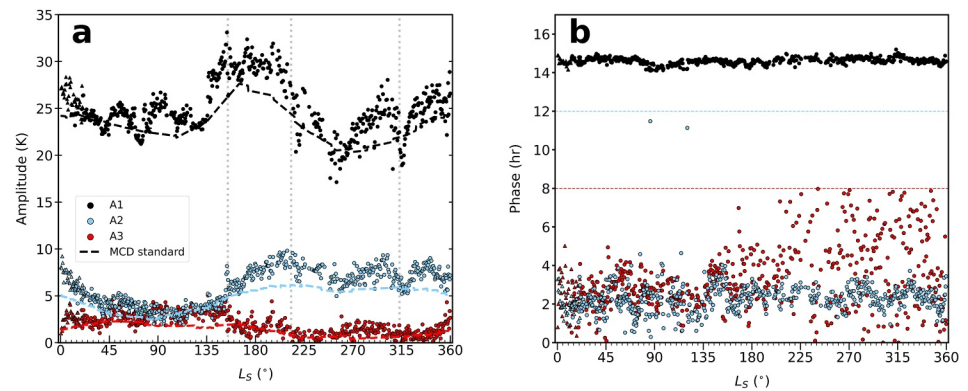 a
35
30
25
20
15
10
5
0
Amplitude (K)
A1
A2
A3
MCD standard
0 45 90 135 180 225 270 315 360
L_S (°)
b
16
14
12
10
8
6
4
2
0
Phase (hr)
0 45 90 135 180 225 270 315 360
L_S (°)